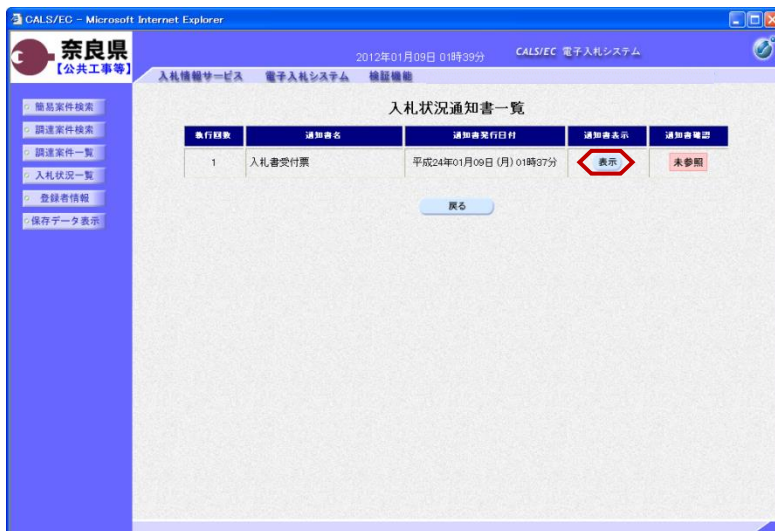 CALS/EC - Microsoft Internet Explorer
奈良県
【公共工事等】
2012年01月09日 01時39分
CALS/EC 電子入札システム
入札情報サービス 電子入札システム 検証機能
簡易案件検索
調達案件検索
調達案件一覧
入札状況一覧
登録者情報
保存データ表示
入札状況通知書一覧
執行回数 通知書名 通知書発行日付 通知書表示 通知書確認
1 入札書受付票 平成24年01月09日 (月) 01時37分 表示 未参照
戻る